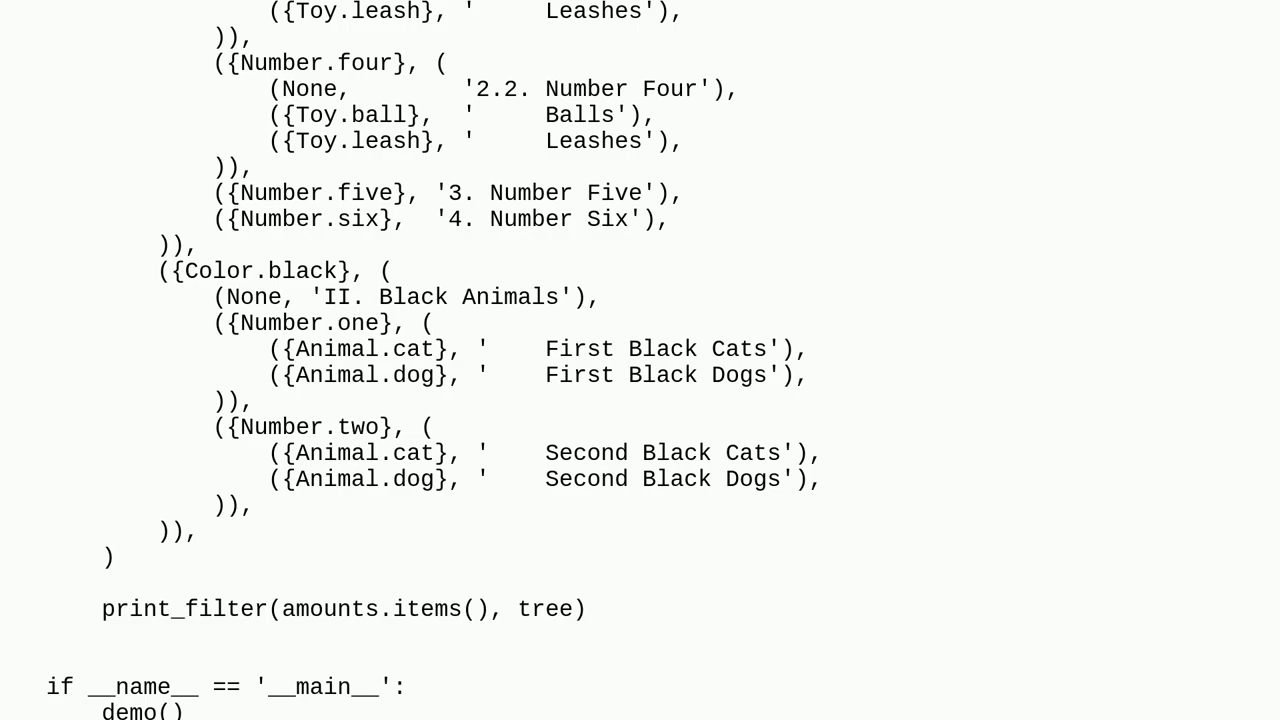 ({Toy.leash}, '     Leashes'),
            )),
            ({Number.four}, (
                (None,        '2.2. Number Four'),
                ({Toy.ball},  '     Balls'),
                ({Toy.leash}, '     Leashes'),
            )),
            ({Number.five}, '3. Number Five'),
            ({Number.six},  '4. Number Six'),
        )),
        ({Color.black}, (
            (None, 'II. Black Animals'),
            ({Number.one}, (
                ({Animal.cat}, '    First Black Cats'),
                ({Animal.dog}, '    First Black Dogs'),
            )),
            ({Number.two}, (
                ({Animal.cat}, '    Second Black Cats'),
                ({Animal.dog}, '    Second Black Dogs'),
            )),
        )),
    )

    print_filter(amounts.items(), tree)


if __name__ == '__main__':
    demo()